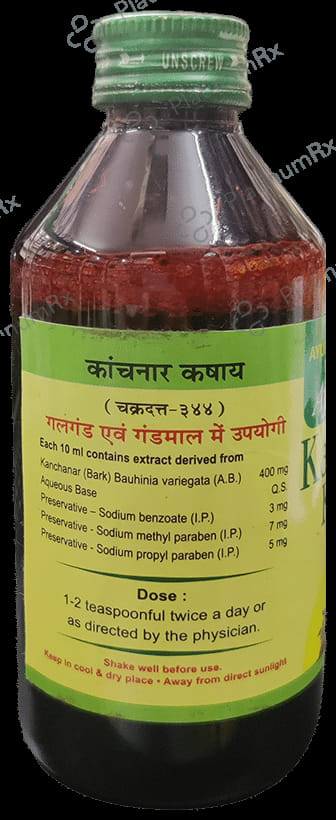 UNSCREW
PlatinumRx
कांचनार कषाय
( चक्रदत्त-३४४ )
गलगंड एवं गंडमाल में उपयोगी
Each 10 ml contains extract derived from
Kanchanar (Bark) Bauhinia variegata (A.B.) 400 mg
Aqueous Base Q.S.
Preservative – Sodium benzoate (I.P.) 3 mg
Preservative - Sodium methyl paraben (I.P.) 7 mg
Preservative - Sodium propyl paraben (I.P.) 5 mg
Dose :
1-2 teaspoonful twice a day or
as directed by the physician.
Shake well before use.
Keep in cool & dry place • Away from direct sunlight